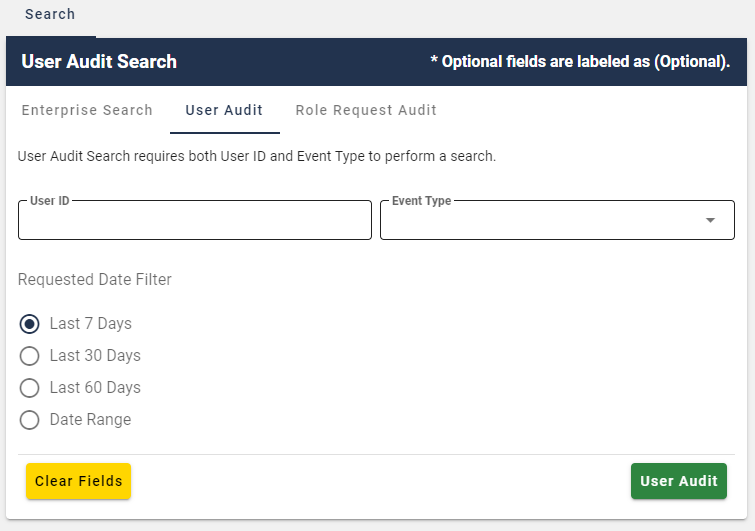 Search
User Audit Search
* Optional fields are labeled as (Optional).
Enterprise Search User Audit Role Request Audit
User Audit Search requires both User ID and Event Type to perform a search.
User ID Event Type
Requested Date Filter
Last 7 Days
Last 30 Days
Last 60 Days
Date Range
Clear Fields User Audit